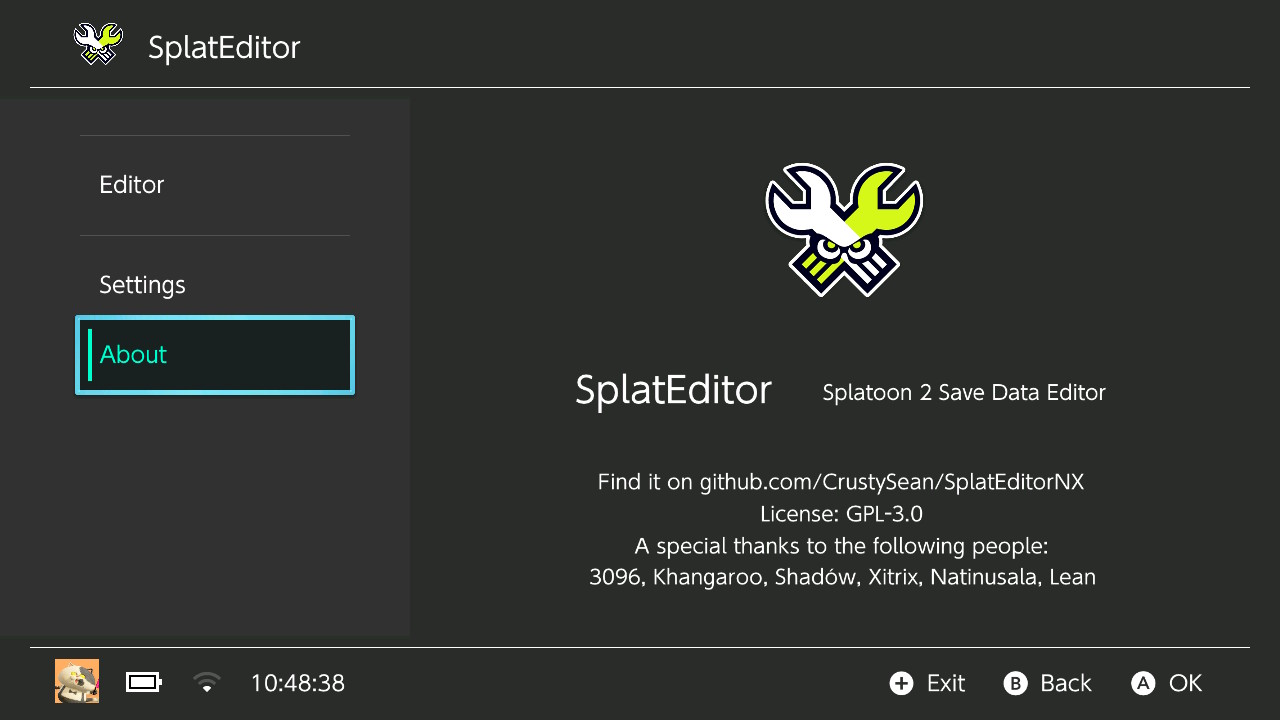 SplatEditor
Editor
Settings
About
SplatEditor
Splatoon 2 Save Data Editor
Find it on github.com/CrustySean/SplatEditorNX
License: GPL-3.0
A special thanks to the following people:
3096, Khangaroo, Shadów, Xitrix, Natinusala, Lean
10:48:38
+ Exit
B Back
A OK